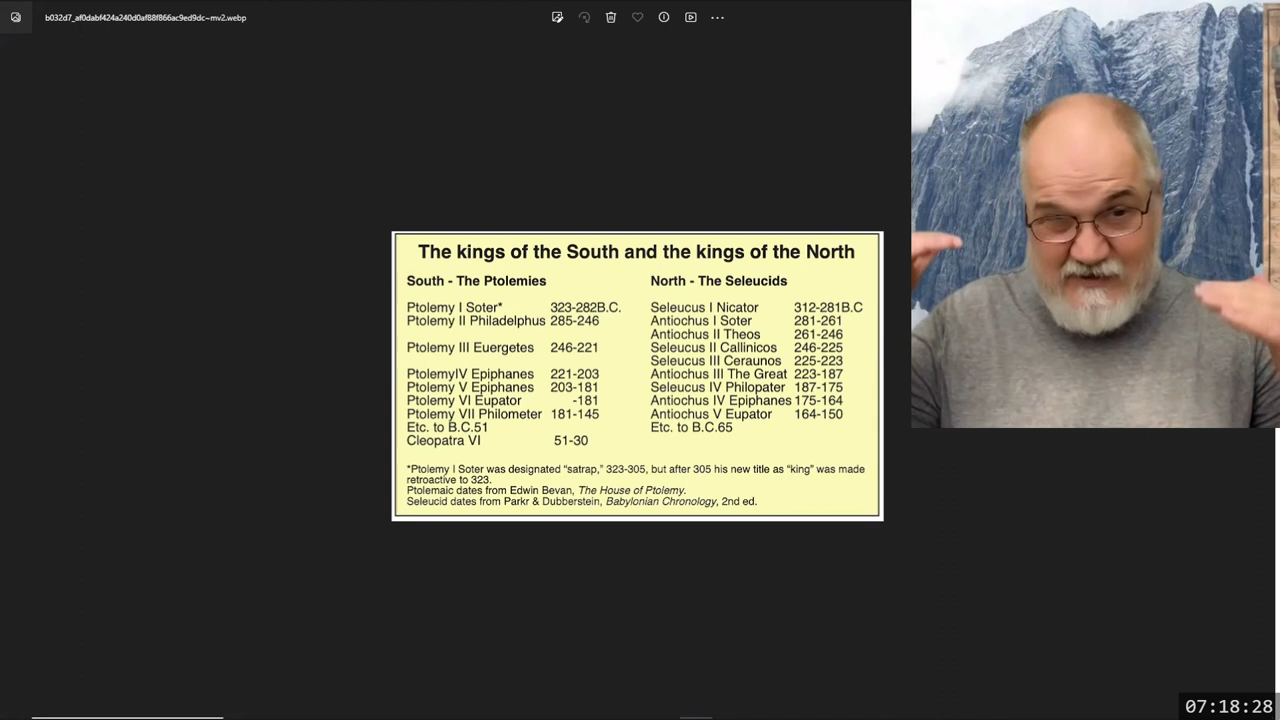 b032d7_af0dabf424a240d0af88f866ac9ed9dc~mv2.webp
The kings of the South and the kings of the North
South - The Ptolemies North - The Seleucids
Ptolemy I Soter* 323-282B.C. Seleucus I Nicator 312-281B.C
Ptolemy II Philadelphus 285-246 Antiochus I Soter 281-261
Antiochus II Theos 261-246
Ptolemy III Euergetes 246-221 Seleucus II Callinicos 246-225
Seleucus III Ceraunos 225-223
PtolemyIV Epiphanes 221-203 Antiochus III The Great 223-187
Ptolemy V Epiphanes 203-181 Seleucus IV Philopater 187-175
Ptolemy VI Eupator -181 Antiochus IV Epiphanes 175-164
Ptolemy VII Philometer 181-145 Antiochus V Eupator 164-150
Etc. to B.C.51 Etc. to B.C.65
Cleopatra VI 51-30
*Ptolemy I Soter was designated “satrap,” 323-305, but after 305 his new title as “king” was made
retroactive to 323.
Ptolemaic dates from Edwin Bevan, The House of Ptolemy.
Seleucid dates from Parkr & Dubberstein, Babylonian Chronology, 2nd ed.
07:18:28